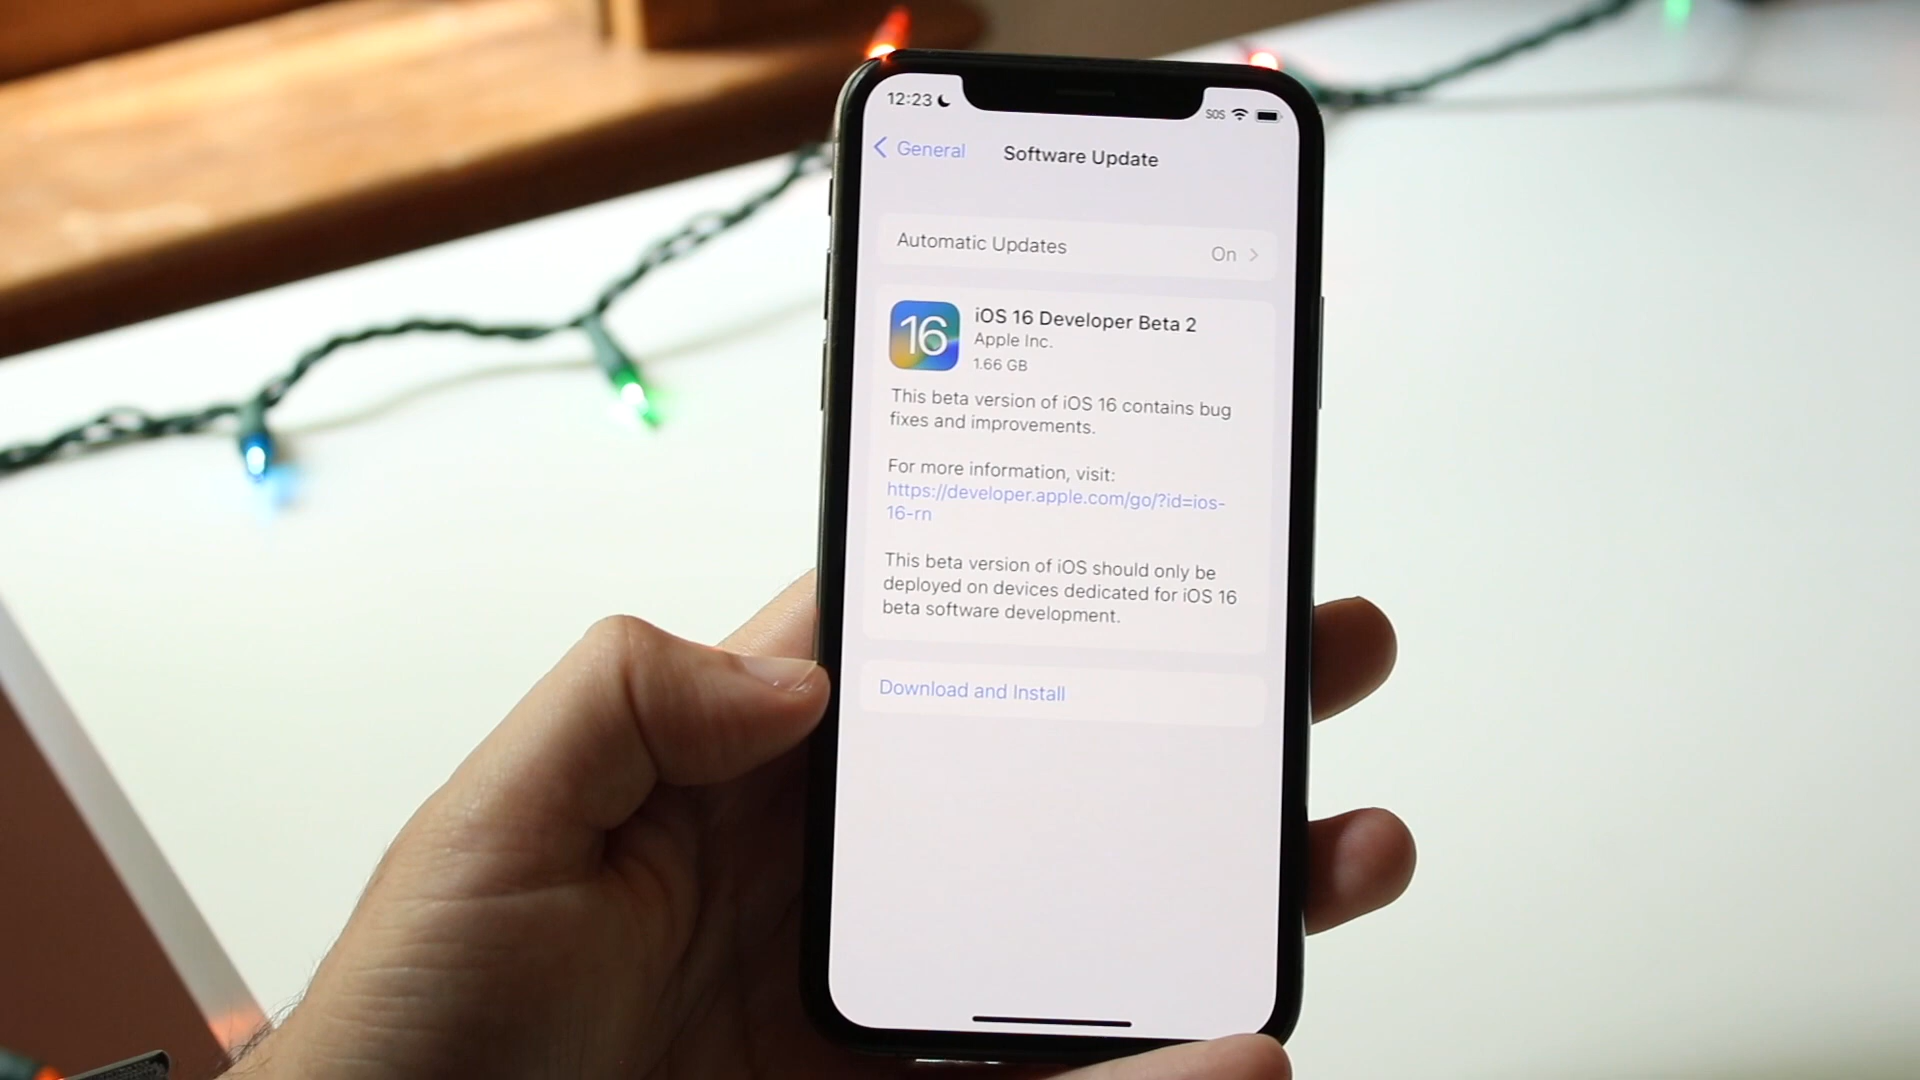 12:23
SOS
General
Software Update
Automatic Updates
On
16
iOS 16 Developer Beta 2
Apple Inc.
1.66 GB
This beta version of iOS 16 contains bug
fixes and improvements.
For more information, visit:
https://developer.apple.com/go/?id=ios-
16-rn
This beta version of iOS should only be
deployed on devices dedicated for iOS 16
beta software development.
Download and Install